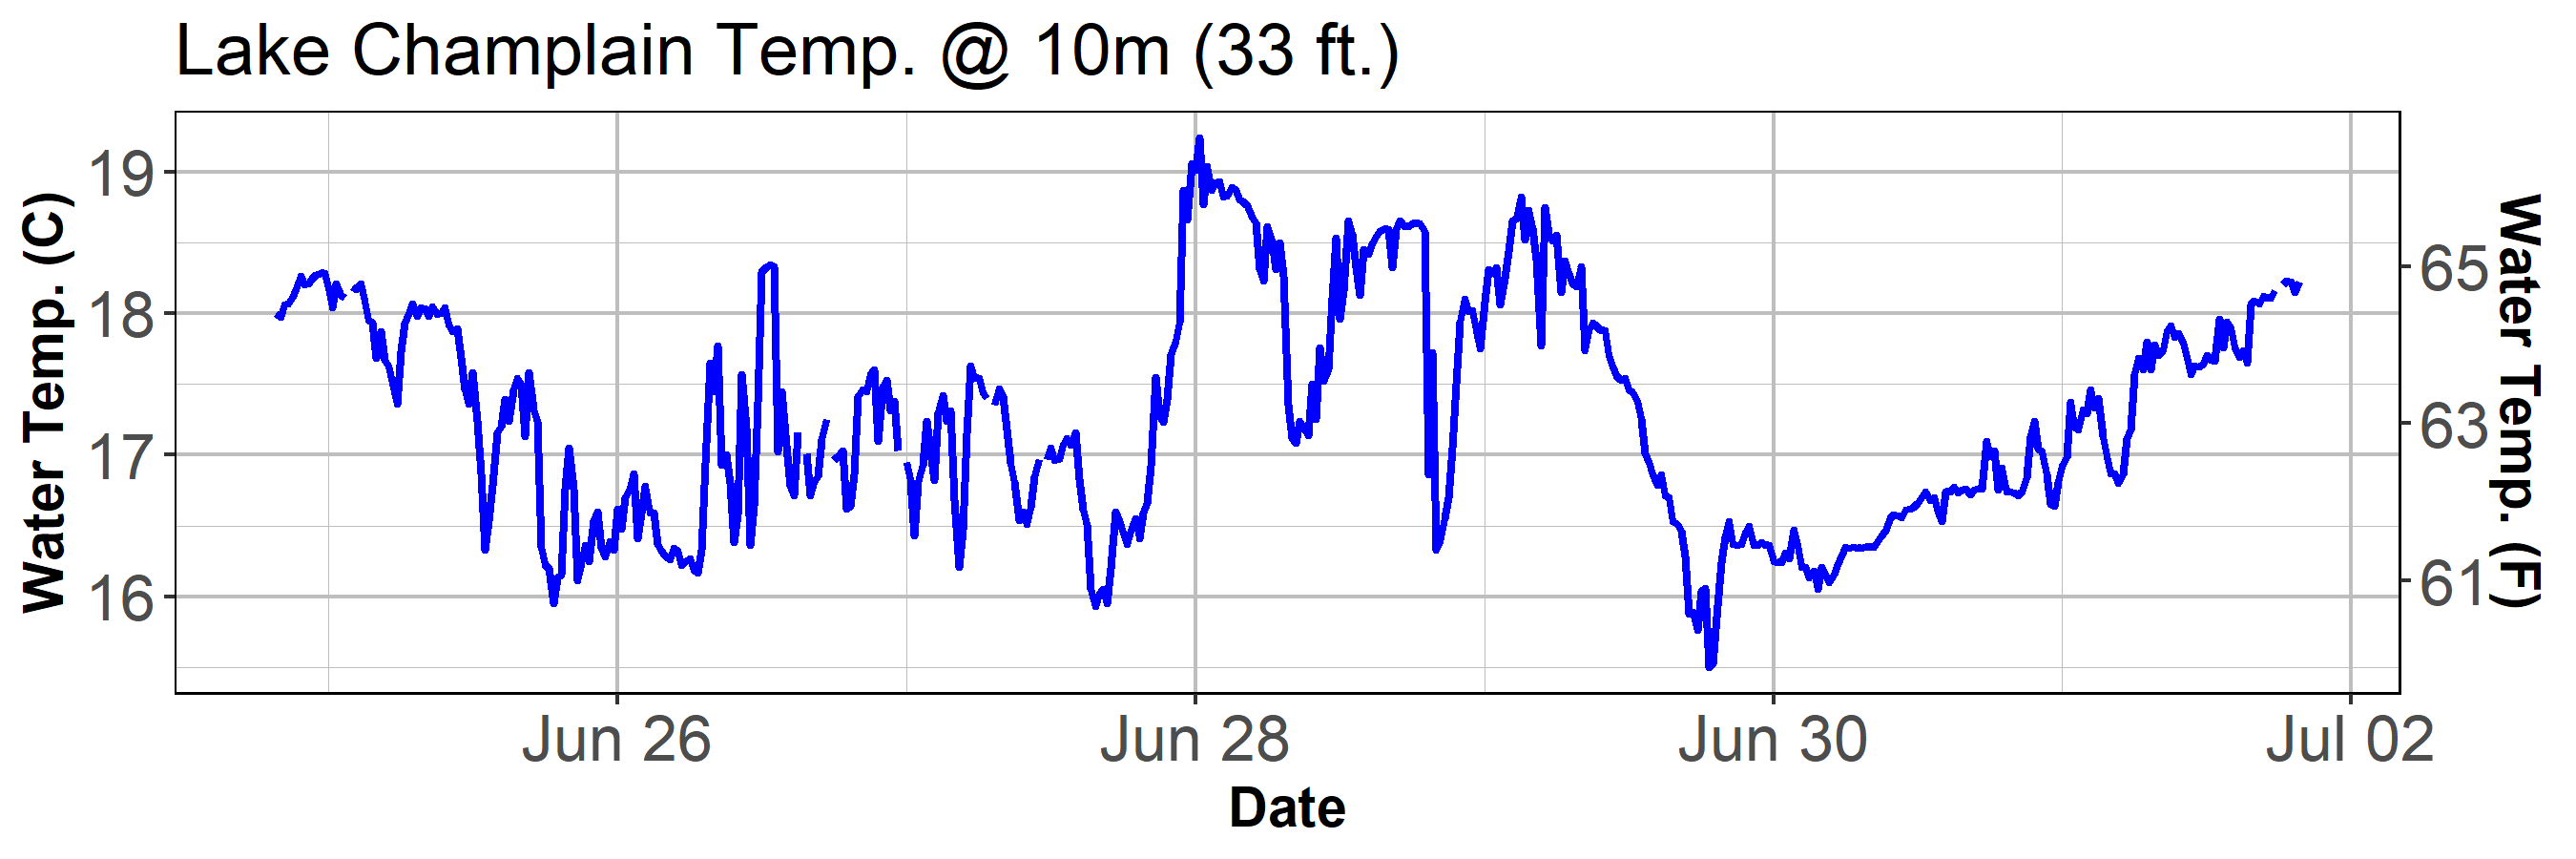 Lake Champlain Temp. @ 10m (33 ft.)
Water Temp. (C)
19
18
17
16
65
63
61
Water Temp. (F)
Jun 26
Jun 28
Jun 30
Jul 02
Date